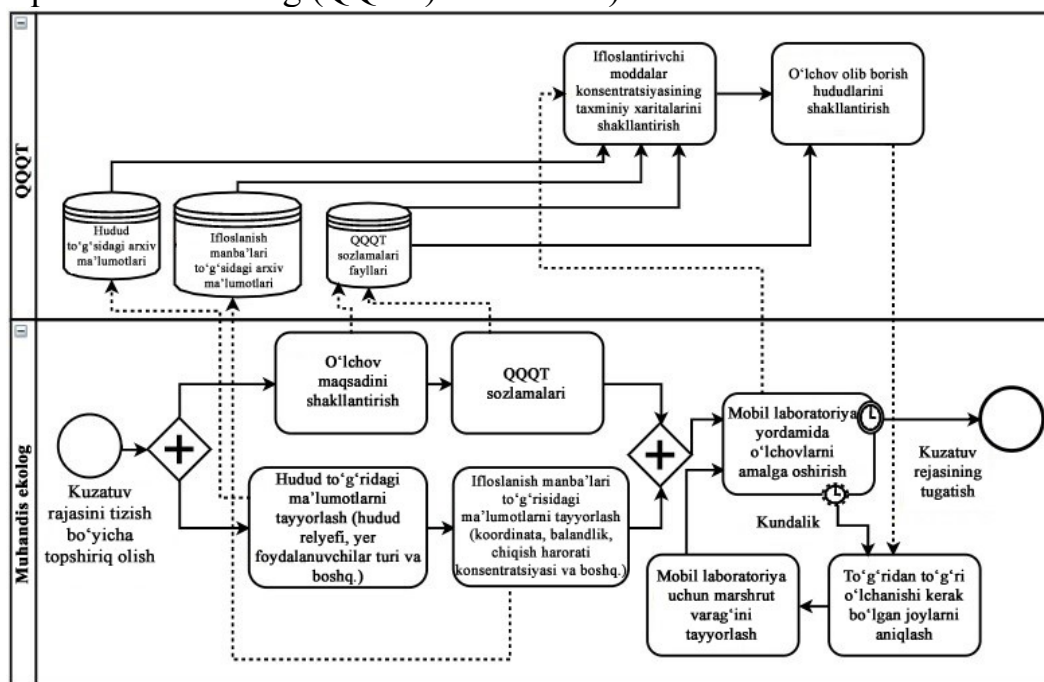 (QQQT)
QQQT
Ifloslantirivchi
moddalar
konsentratsiyasining
taxminiy xaritalarini
shakllantirish
O‘lchov olib borish
hududlarini
shakllantirish
Hudud
to‘g‘sidagi arxiv
ma’lumotlari
Ifloslanish
manba’lari
to‘g‘sidagi arxiv
ma’lumotlari
QQQT
sozlamalari
fayllari
Muhandis ekolog
Kuzatuv
rajasini tizish
bo‘yicha
topshiriq olish
O‘lchov
maqsadini
shakllantirish
QQQT
sozlamalari
Hudud to‘g‘ridagi
ma’lumotlarni
tayyorlash (hudud
relyefi, yer
foydalanuvchilar turi va
boshq.)
Ifloslanish manba’lari
to‘g‘risidagi
ma’lumotlarni tayyorlash
(koordinata, balandlik,
chiqish harorati
konsentratsiyasi va boshq.)
Mobil laboratoriya
yordamida
o‘lchovlarni
amalga oshirish
Kuzatuv
rejasining
tugatish
Kundalik
Mobil laboratoriya
uchun marshrut
varag‘ini
tayyorlash
To‘g‘ridan to‘g‘ri
o‘lchanishi kerak
bo‘lgan joylarni
aniqlash